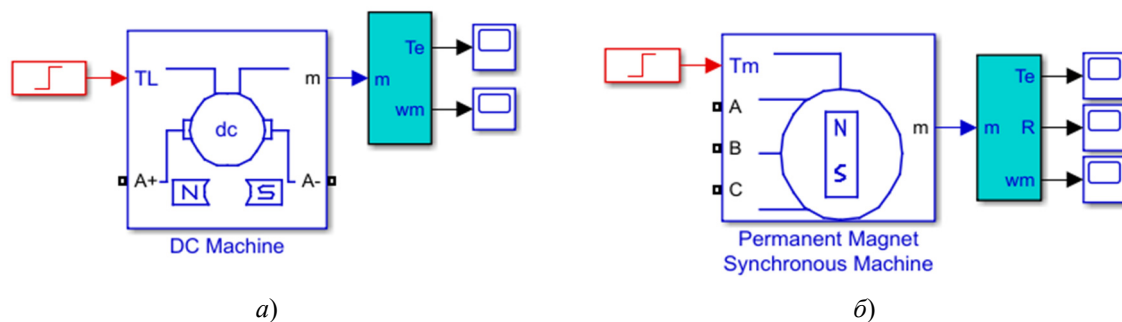 TL
m
dc
A+
N
S
A-
DC Machine
m
Te
wm
Tm
A
B
C
N
S
m
Permanent Magnet
Synchronous Machine
m
Te
R
wm
а)
б)